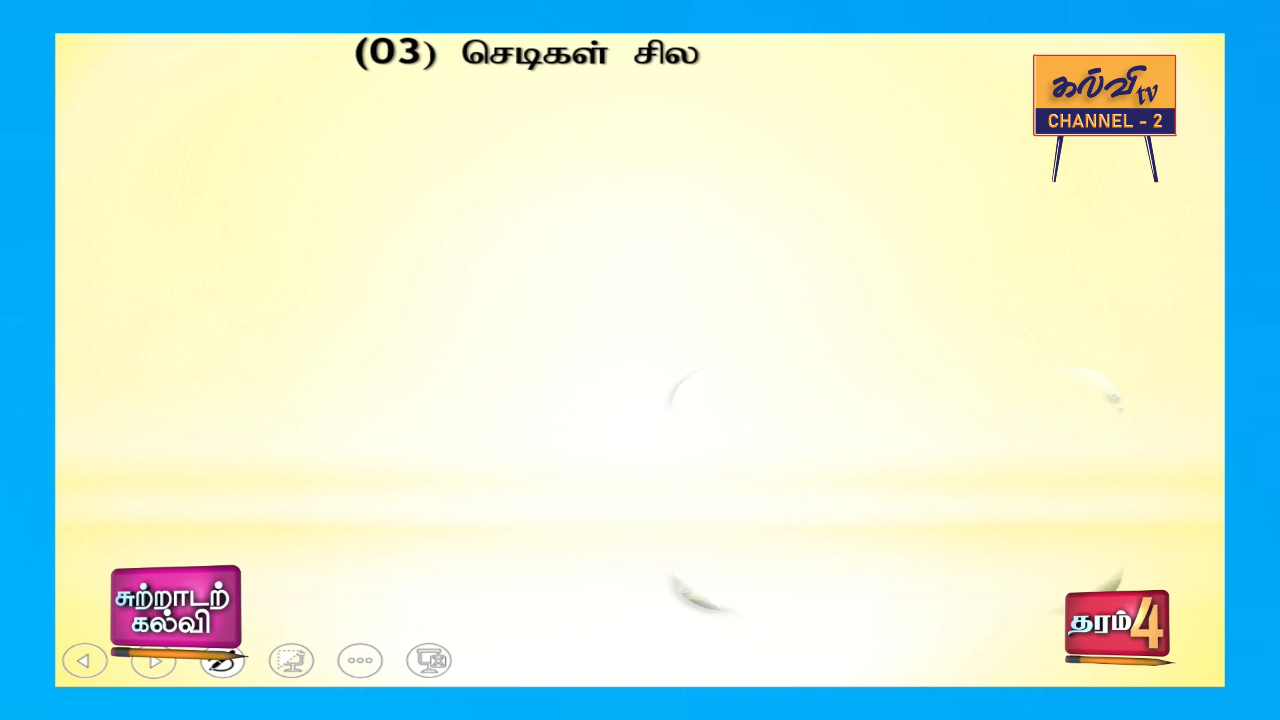 (03) செடிகள் சில
கல்வி tv
CHANNEL - 2
சுற்றாடற்
கல்வி
தரம் 4